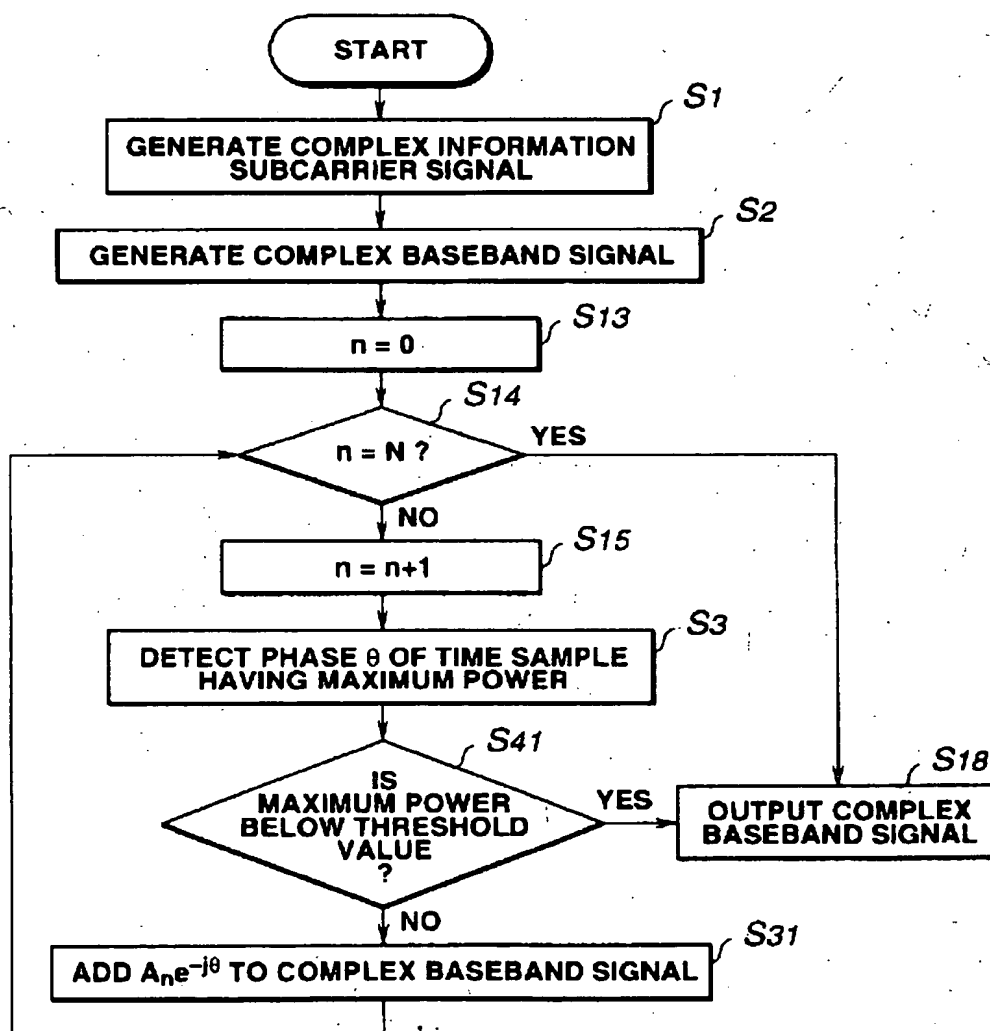 START
S1
GENERATE COMPLEX INFORMATION
SUBCARRIER SIGNAL
S2
GENERATE COMPLEX BASEBAND SIGNAL
S13
n = 0
S14
n = N ?
YES
NO
S15
n = n+1
S3
DETECT PHASE θ OF TIME SAMPLE
HAVING MAXIMUM POWER
S41
IS
MAXIMUM POWER
BELOW THRESHOLD
VALUE
?
YES
S18
OUTPUT COMPLEX
BASEBAND SIGNAL
NO
S31
ADD Aₙe⁻ʲᶿ TO COMPLEX BASEBAND SIGNAL